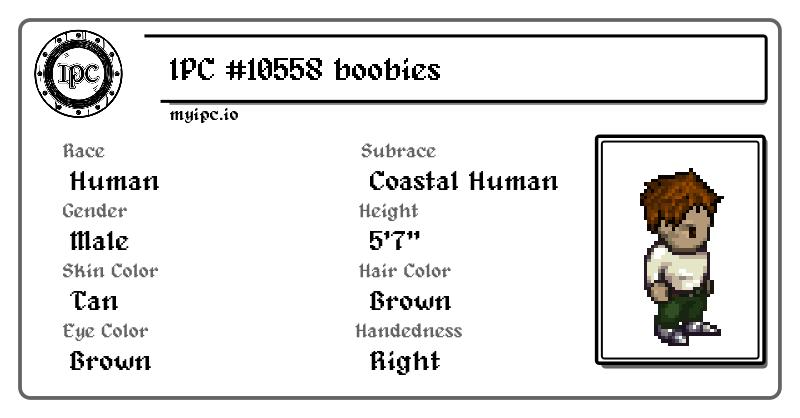 IPC
IPC #10558 boobies
myipc.io
Race
Subrace
Human
Coastal Human
Gender
Height
Male
5'7"
Skin Color
Hair Color
Tan
Brown
Eye Color
Handedness
Brown
Right